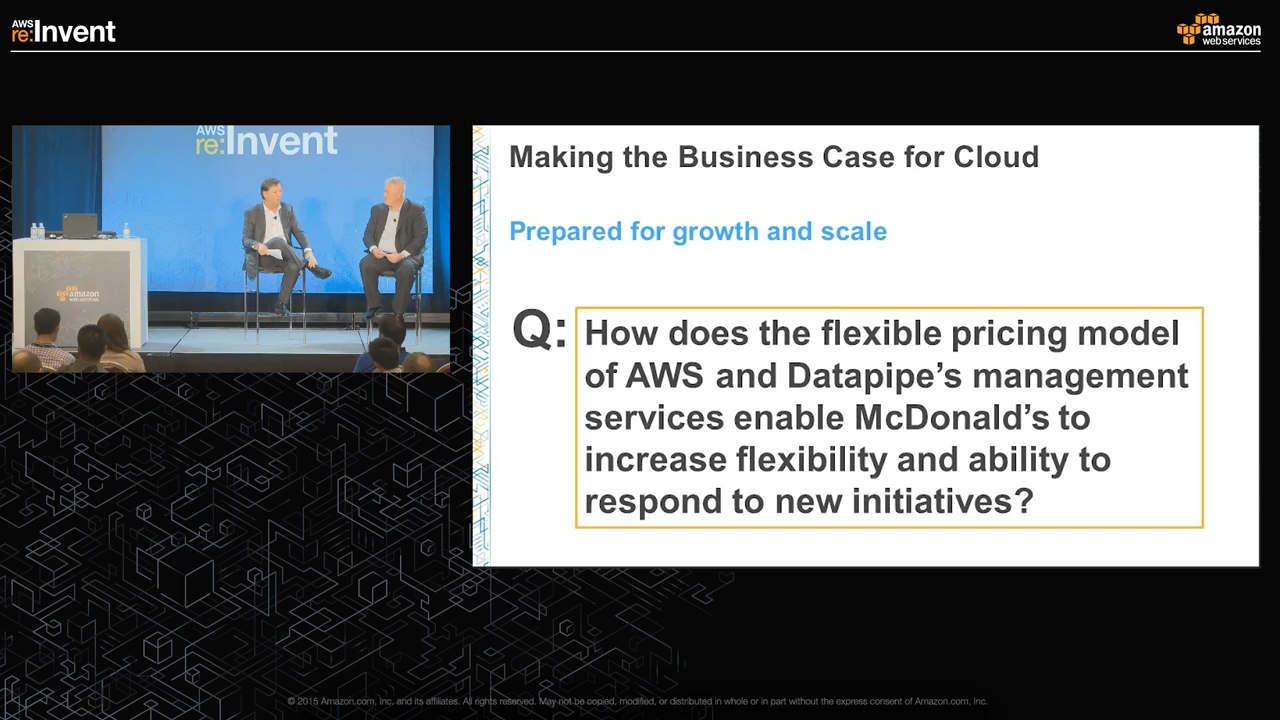 AWS
re:Invent
amazon
webservices
AWS
re:Invent
amazon
webservices
Making the Business Case for Cloud
Prepared for growth and scale
Q: How does the flexible pricing model
of AWS and Datapipe’s management
services enable McDonald’s to
increase flexibility and ability to
respond to new initiatives?
© 2015 Amazon.com, Inc. and its affiliates. All rights reserved. May not be copied, modified, or distributed in whole or in part without the express consent of Amazon.com, Inc.